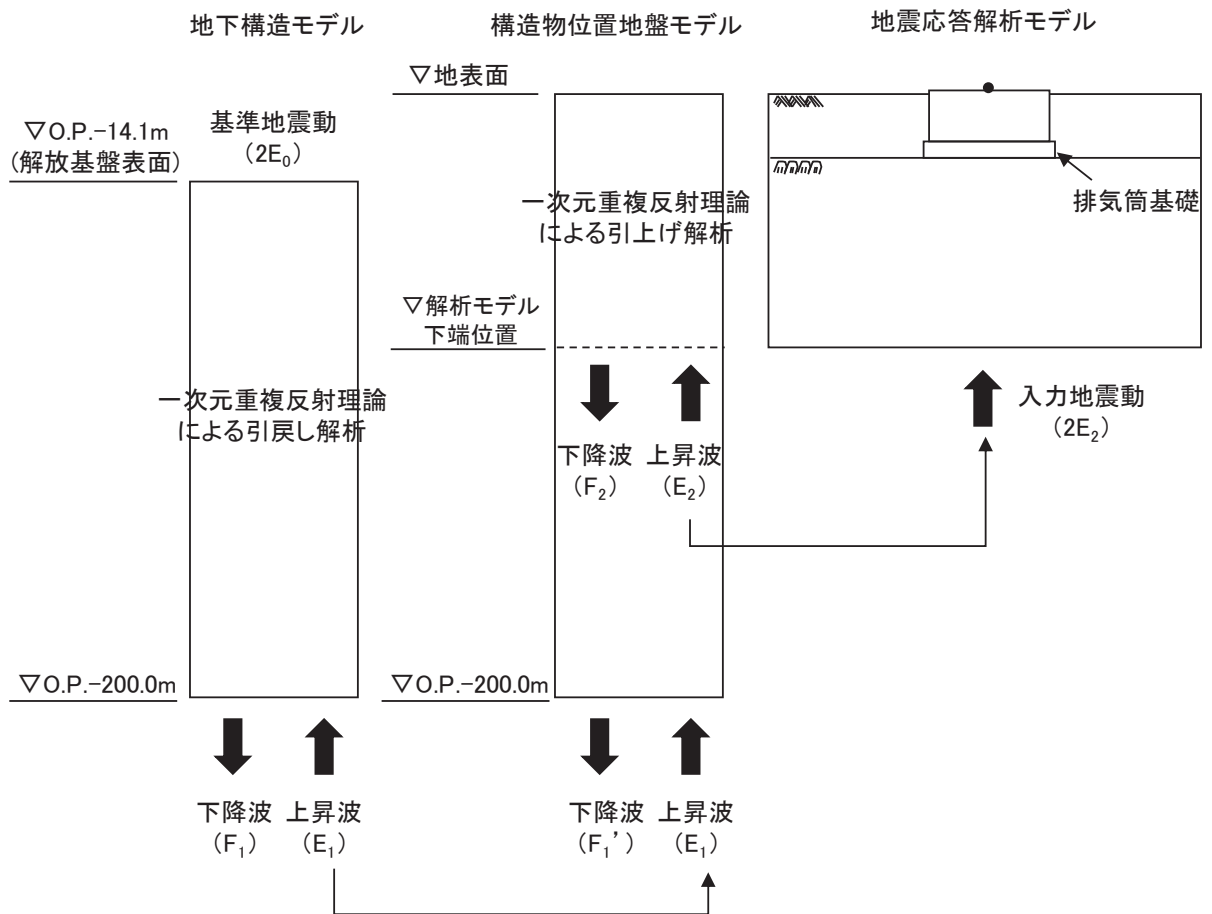 地下構造モデル
▽O.P.-14.1m
(解放基盤表面)
基準地震動
(2E₀)
一次元重複反射理論
による引戻し解析
▽O.P.-200.0m
下降波
(F₁)
上昇波
(E₁)
構造物位置地盤モデル
▽地表面
一次元重複反射理論
による引上げ解析
▽解析モデル
下端位置
下降波
(F₂)
上昇波
(E₂)
▽O.P.-200.0m
下降波
(F₁’)
上昇波
(E₁)
地震応答解析モデル
排気筒基礎
入力地震動
(2E₂)